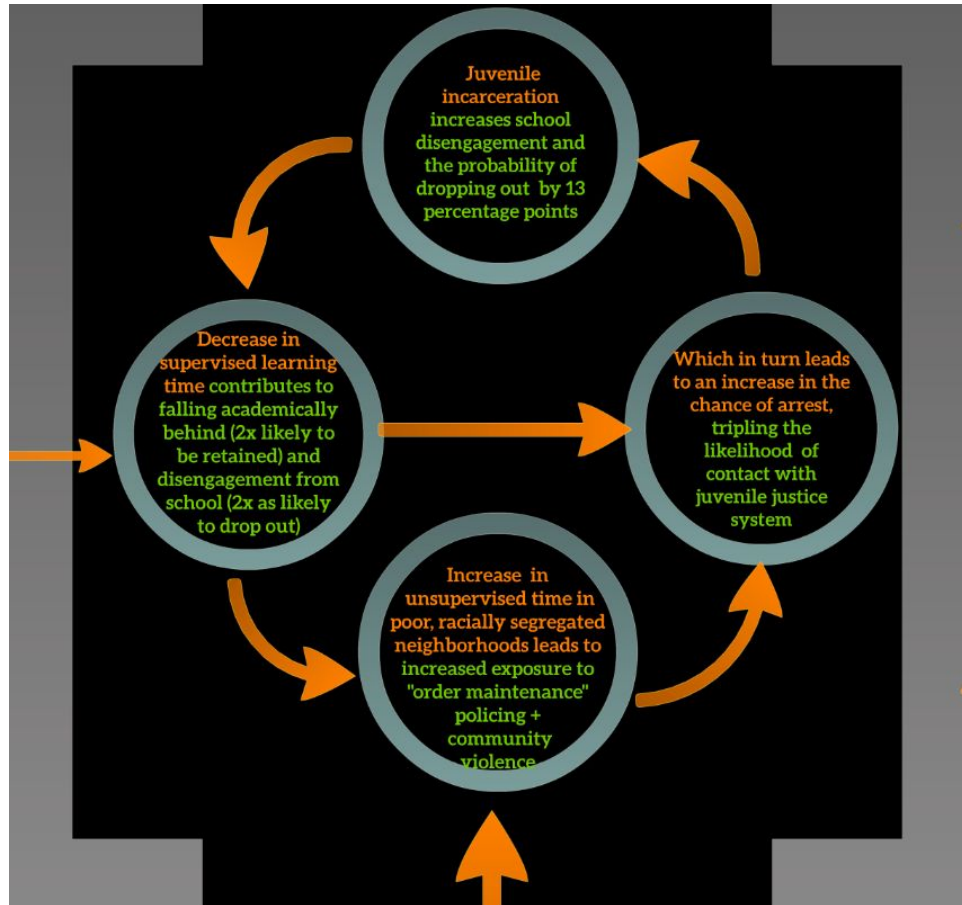 Juvenile
incarceration
increases school
disengagement and
the probability of
dropping out by 13
percentage points
Decrease in
supervised learning
time contributes to
falling academically
behind (2x likely to
be retained) and
disengagement from
school (2x as likely
to drop out)
Which in turn leads
to an increase in the
chance of arrest,
tripling the
likelihood of
contact with
juvenile justice
system
Increase in
unsupervised time in
poor, racially segregated
neighborhoods leads to
increased exposure to
"order maintenance"
policing +
community
violence